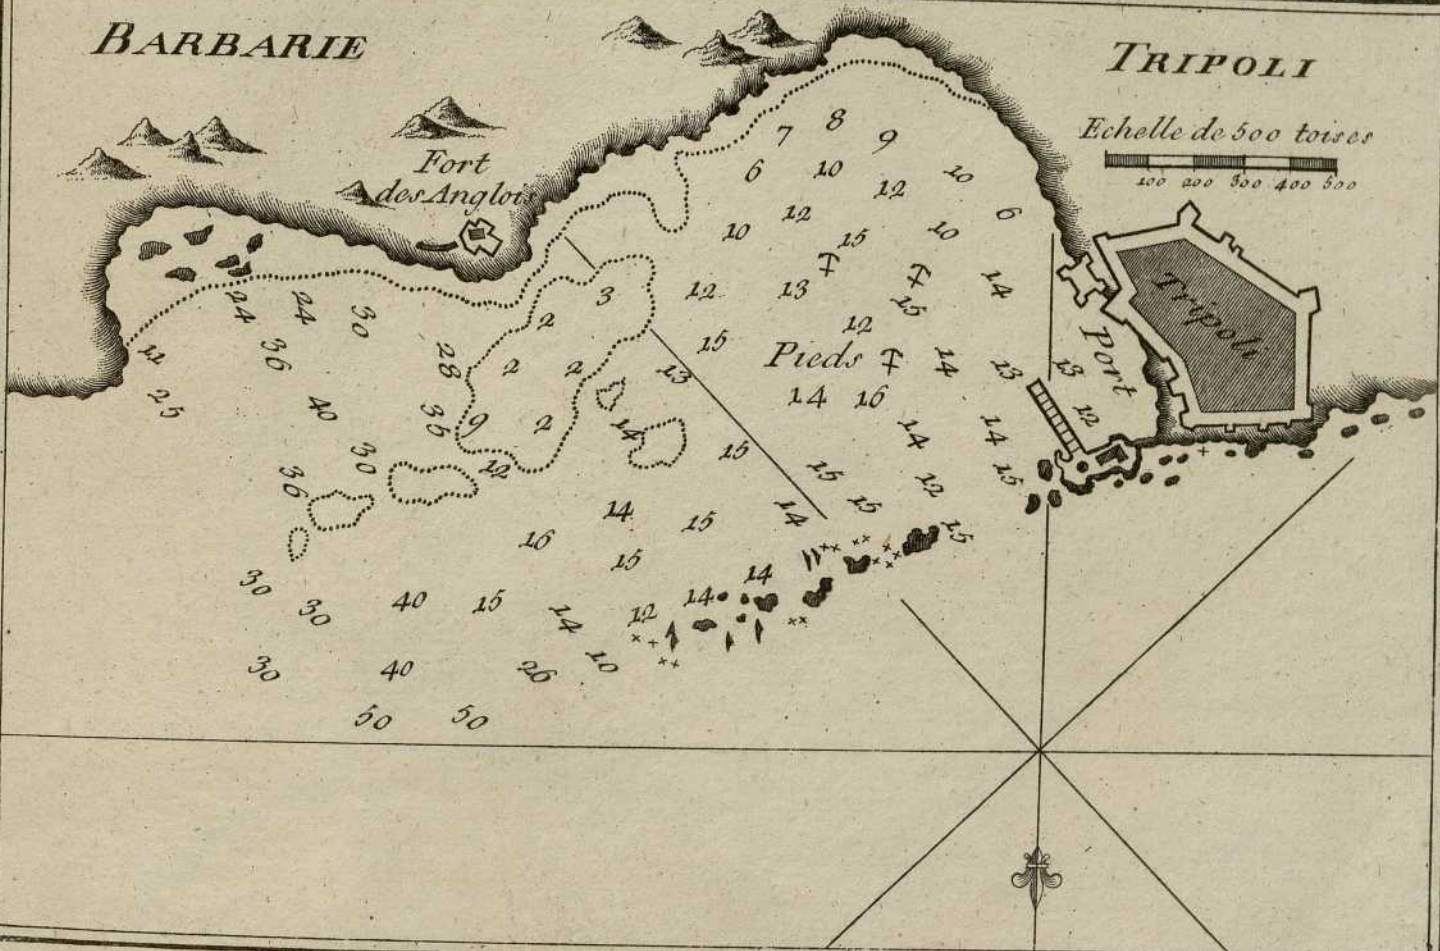 BARBARIE
TRIPOLI
Echelle de 500 toises
100 200 300 400 500
Fort
des Anglois
Tripoli
Port
Pieds
7 8 9
6 10 12 10
10 12 15 10 6
12 13 15 14
3 2 15 12
2 2 13 14 13 13
9 2 14 16 12
24 24 30
36 28
12 25 40 35
14 15 14 14
36 30 12 15 15 12 15
14 15 14 15
16 15 15
30 30 40 15 14 12 14 14
30 40 26 10
50 50